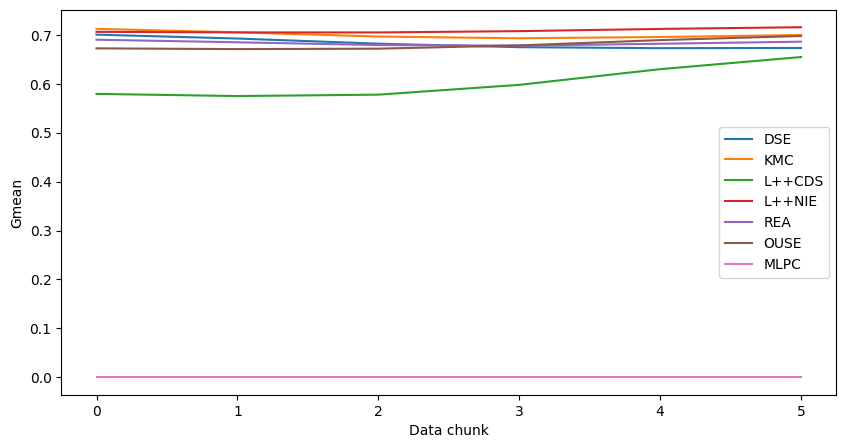 0.7
0.6
0.5
0.4
0.3
0.2
0.1
0.0
Gmean
0 1 2 3 4 5
Data chunk
DSE
KMC
L++CDS
L++NIE
REA
OUSE
MLPC